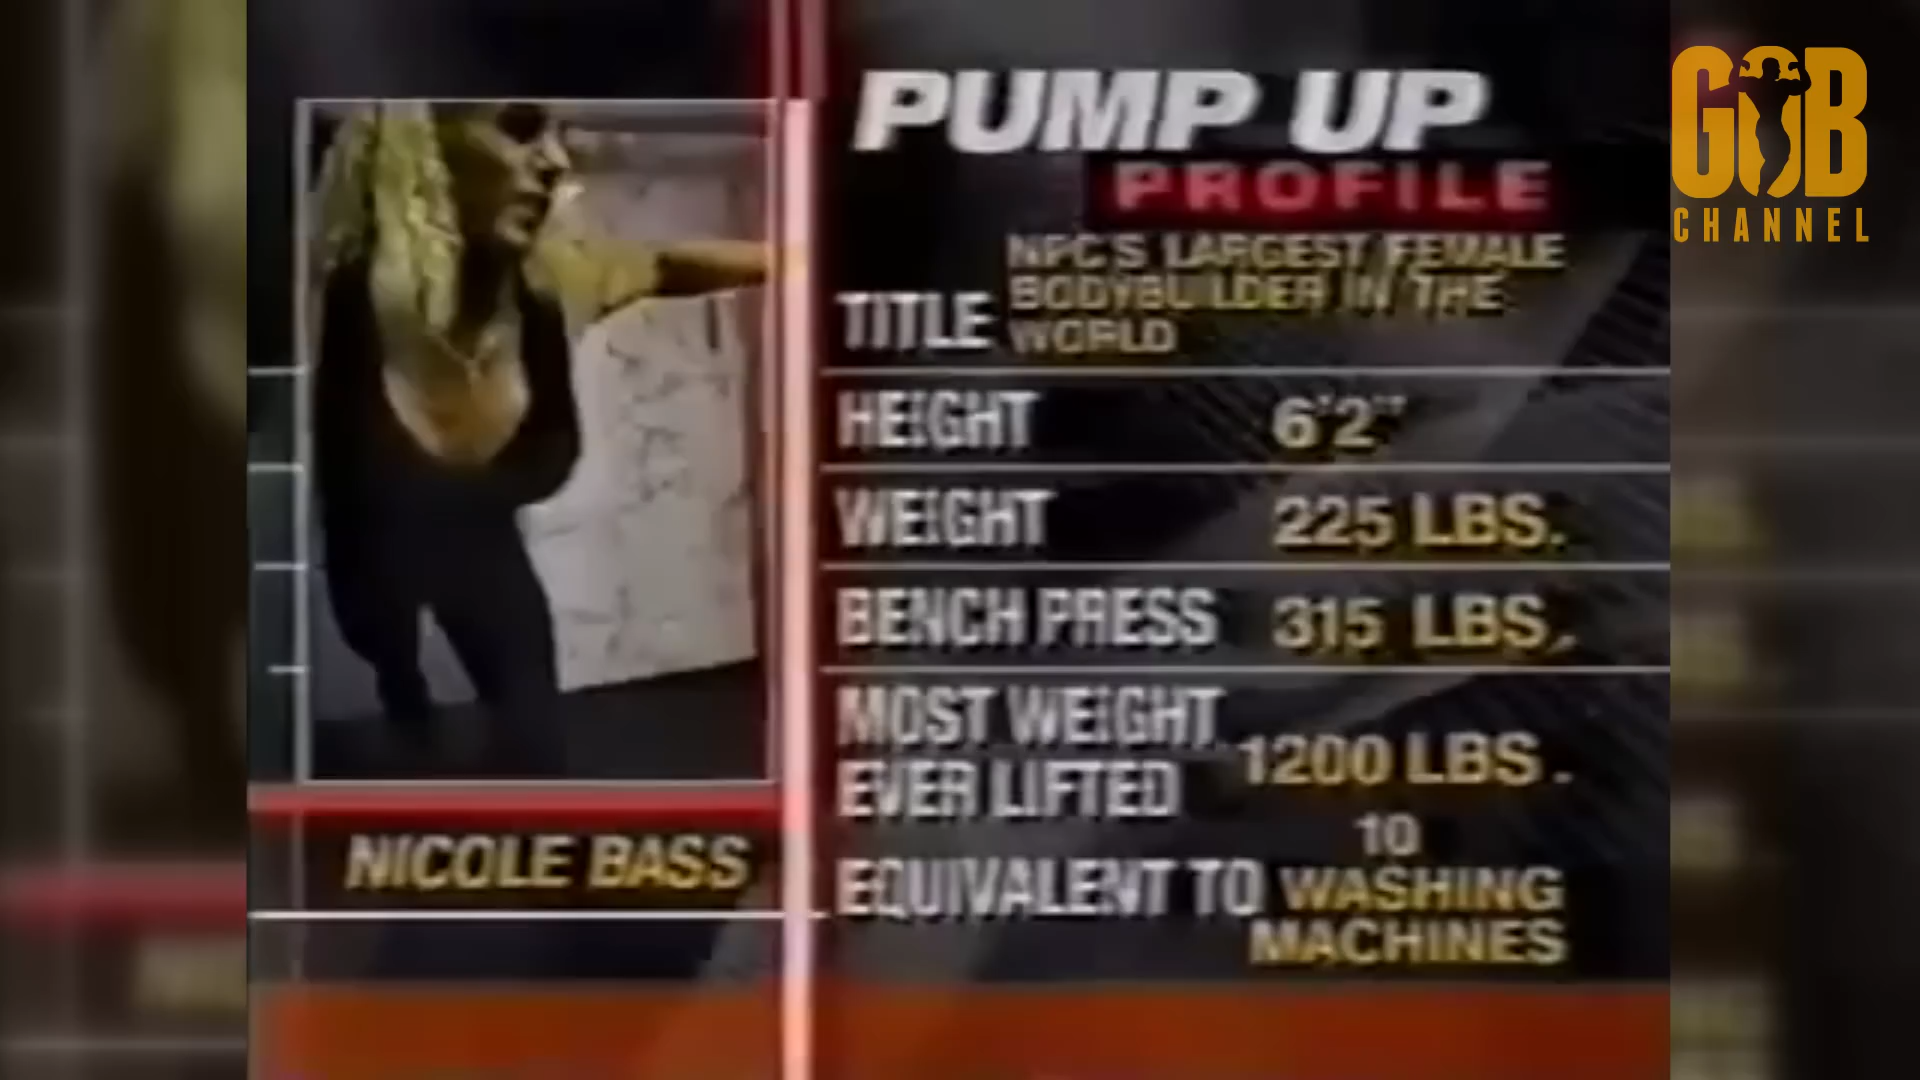 PUMP UP
PROFILE
TITLE
NPC'S LARGEST FEMALE
BODYBUILDER IN THE
WORLD
HEIGHT 6'2"
WEIGHT 225 LBS.
BENCH PRESS 315 LBS.
MOST WEIGHT
EVER LIFTED
1200 LBS.
EQUIVALENT TO
10
WASHING
MACHINES
NICOLE BASS
GOB
CHANNEL